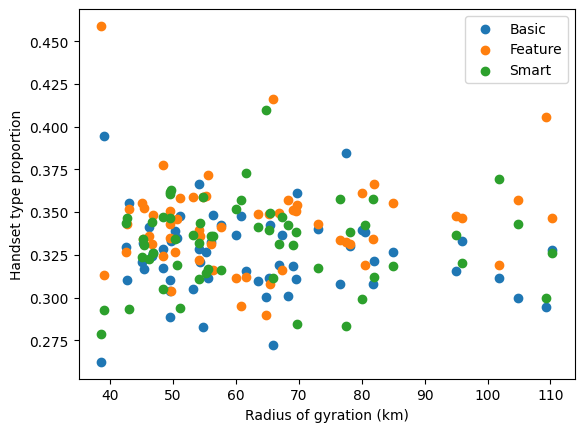 Basic
Feature
Smart
0.450
0.425
0.400
0.375
0.350
0.325
0.300
0.275
Handset type proportion
40 50 60 70 80 90 100 110
Radius of gyration (km)